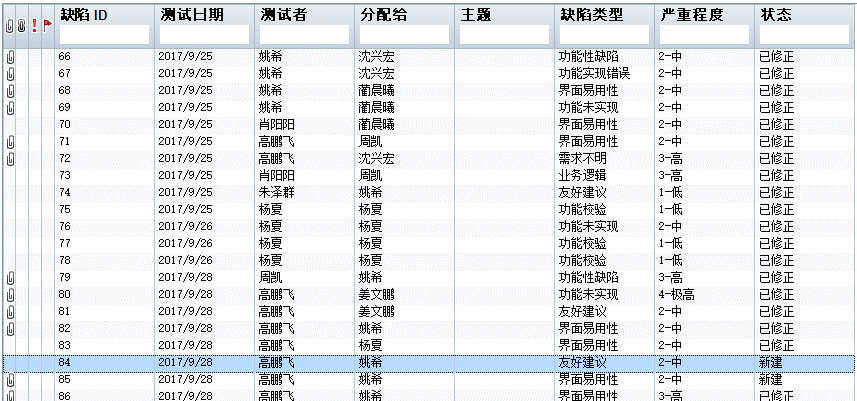 缺陷 ID 测试日期 测试者 分配给 主题 缺陷类型 严重程度 状态
66 2017/9/25 姚希 沈兴宏 功能性缺陷 2-中 已修正
67 2017/9/25 姚希 沈兴宏 功能实现错误 2-中 已修正
68 2017/9/25 姚希 蔺晨曦 界面易用性 2-中 已修正
69 2017/9/25 姚希 蔺晨曦 功能未实现 2-中 已修正
70 2017/9/25 肖阳阳 蔺晨曦 界面易用性 2-中 已修正
71 2017/9/25 高鹏飞 周凯 界面易用性 2-中 已修正
72 2017/9/25 高鹏飞 沈兴宏 需求不明 3-高 已修正
73 2017/9/25 肖阳阳 周凯 业务逻辑 3-高 已修正
74 2017/9/25 朱泽群 姚希 友好建议 1-低 已修正
75 2017/9/25 杨夏 杨夏 功能校验 1-低 已修正
76 2017/9/26 杨夏 杨夏 功能未实现 2-中 已修正
77 2017/9/26 杨夏 杨夏 功能校验 1-低 已修正
78 2017/9/26 杨夏 杨夏 功能校验 1-低 已修正
79 2017/9/28 周凯 姚希 功能性缺陷 3-高 已修正
80 2017/9/28 高鹏飞 姜文鹏 功能未实现 4-极高 已修正
81 2017/9/28 高鹏飞 姜文鹏 友好建议 2-中 已修正
82 2017/9/28 高鹏飞 姚希 界面易用性 2-中 已修正
83 2017/9/28 高鹏飞 杨夏 界面易用性 2-中 已修正
84 2017/9/28 高鹏飞 姚希 友好建议 2-中 新建
85 2017/9/28 高鹏飞 姚希 界面易用性 2-中 新建
86 2017/9/28 高鹏飞 姚希 界面易用性 3-高 已修正